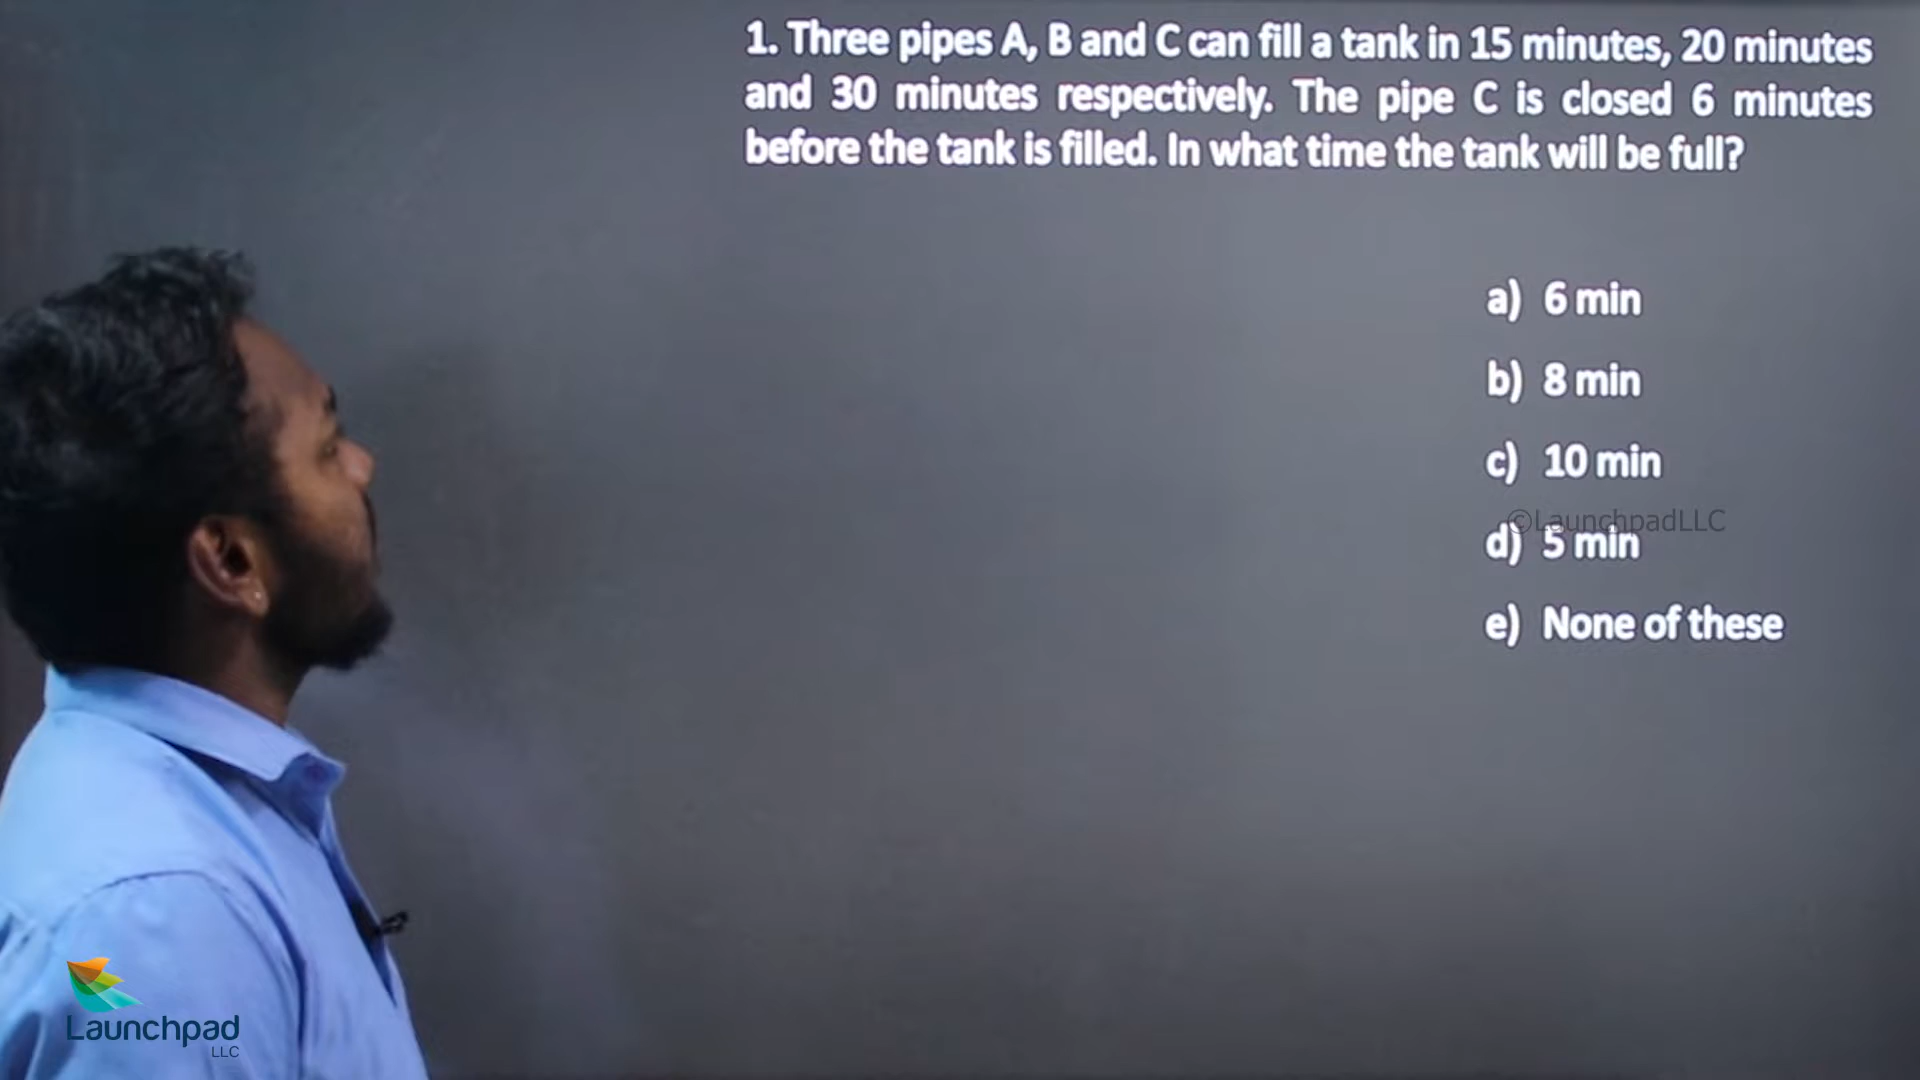 1. Three pipes A, B and C can fill a tank in 15 minutes, 20 minutes
and 30 minutes respectively. The pipe C is closed 6 minutes
before the tank is filled. In what time the tank will be full?
a) 6 min
b) 8 min
c) 10 min
©LaunchpadLLC
d) 5 min
e) None of these
Launchpad
LLC